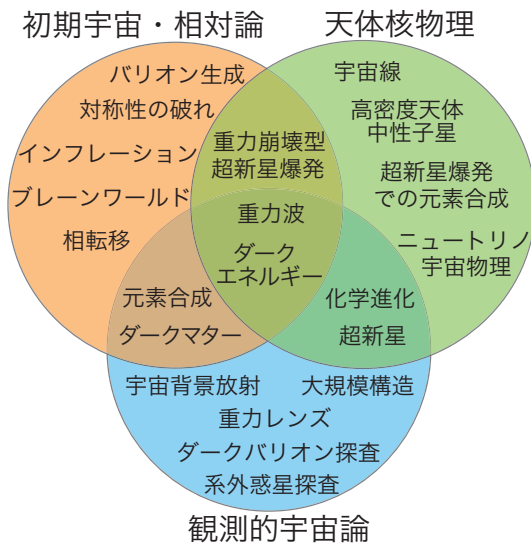 初期宇宙・相対論
天体核物理
バリオン生成
対称性の破れ
インフレーション
ブレーンワールド
相転移
重力崩壊型
超新星爆発
宇宙線
高密度天体
中性子星
超新星爆発
での元素合成
ニュートリノ
宇宙物理
重力波
ダーク
エネルギー
元素合成
ダークマター
化学進化
超新星
宇宙背景放射
大規模構造
重力レンズ
ダークバリオン探査
系外惑星探査
観測的宇宙論